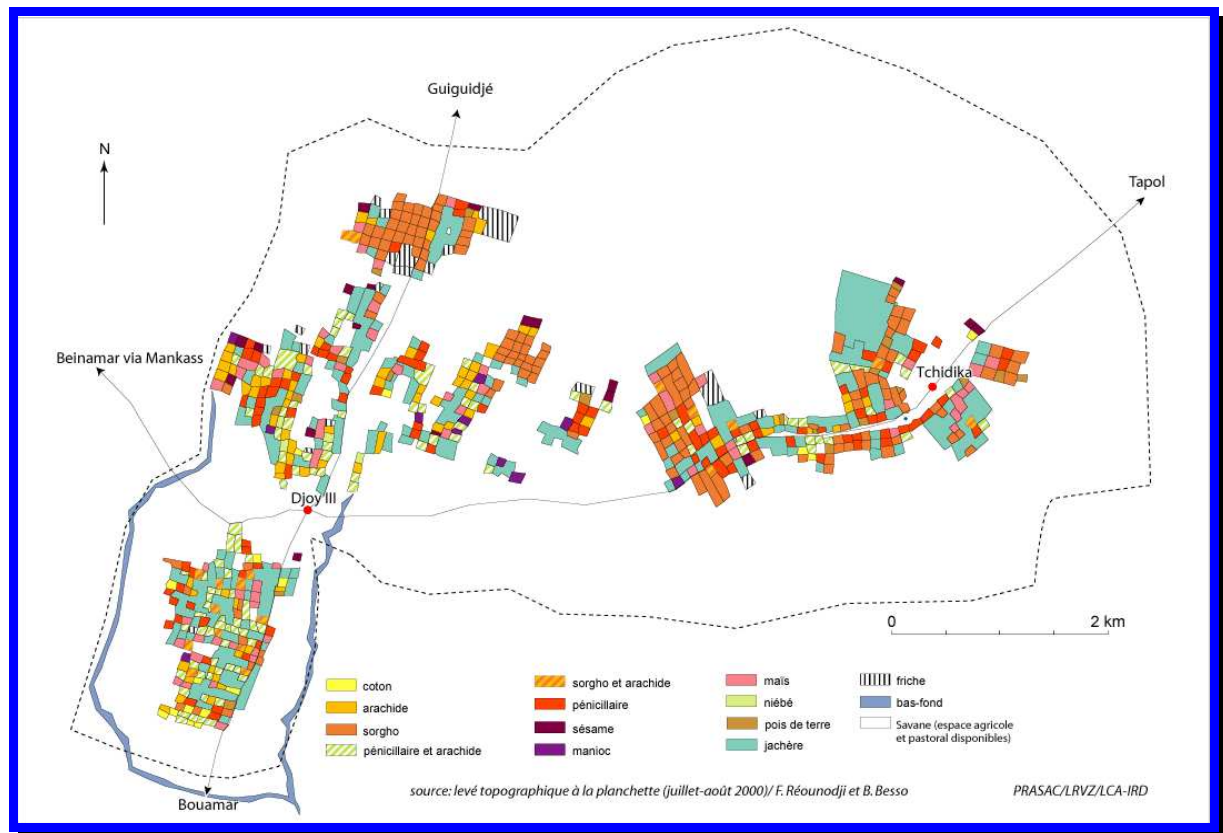 Guiguidjé
N
Tapol
Beinamar via Mankass
Tchidika
Djoy III
0 2 km
coton
arachide
sorgho
pénicillaire et arachide
sorgho et arachide
pénicillaire
sésame
manioc
maïs
niébé
pois de terre
jachère
friche
bas-fond
Savane (espace agricole
et pastoral disponibles)
Bouamar
source: levé topographique à la planchette (juillet-août 2000)/ F. Réounodji et B. Besso
PRASAC/LRVZ/LCA-IRD